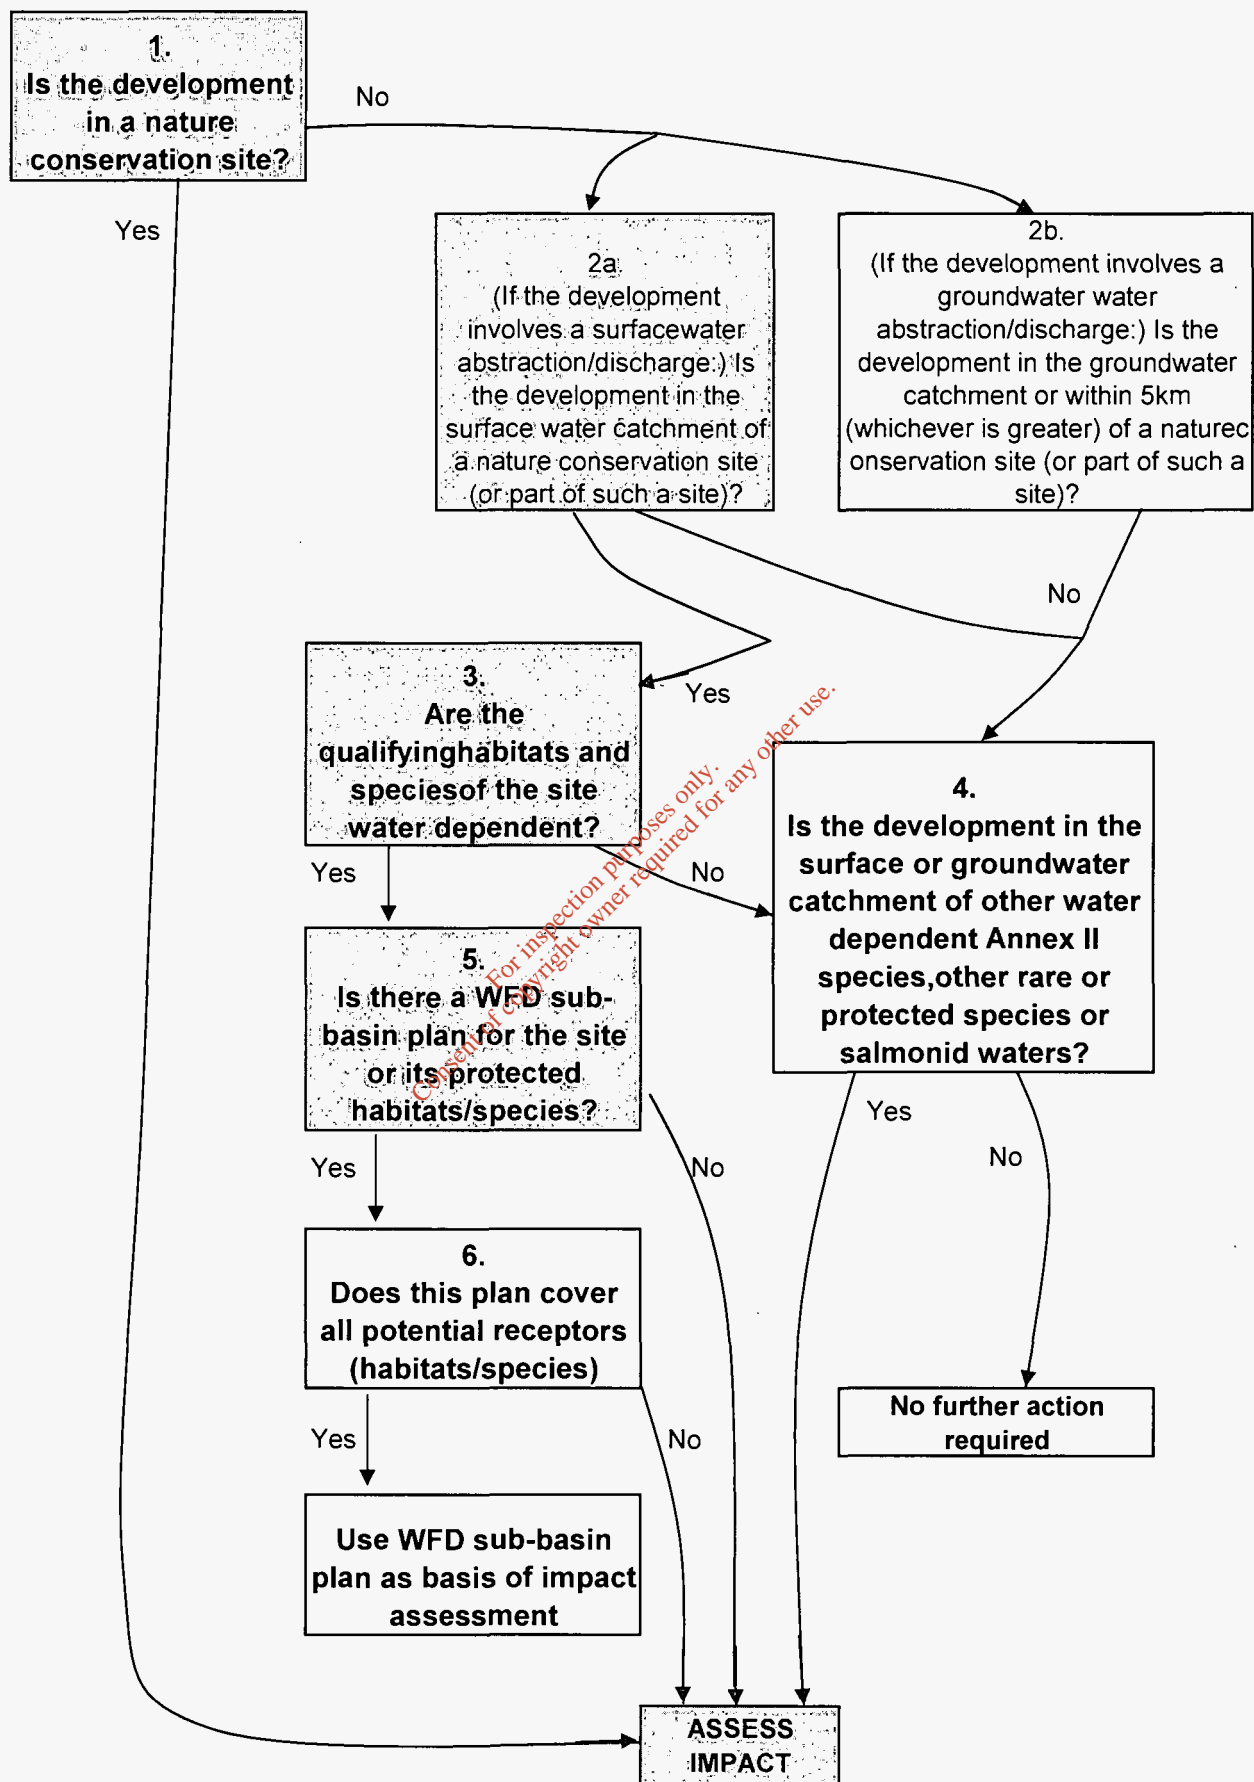 1.
Is the development
in a nature
conservation site?
No
Yes
2a.
(If the development
involves a surfacewater
abstraction/discharge:) Is
the development in the
surface water catchment of
a nature conservation site
(or part of such a site)?
2b.
(If the development involves a
groundwater water
abstraction/discharge:) Is the
development in the groundwater
catchment or within 5km
(whichever is greater) of a naturec
onservation site (or part of such a
site)?
No
Yes
3.
Are the
qualifyinghabitats and
speciesof the site
water dependent?
Yes
No
4.
Is the development in the
surface or groundwater
catchment of other water
dependent Annex II
species,other rare or
protected species or
salmonid waters?
Yes
No
5.
Is there a WFD sub-
basin plan for the site
or its protected
habitats/species?
Yes
No
6.
Does this plan cover
all potential receptors
(habitats/species)
Yes
No
No further action
required
Use WFD sub-basin
plan as basis of impact
assessment
ASSESS
IMPACT
For inspection purposes only.
Consent of copyright owner required for any other use.